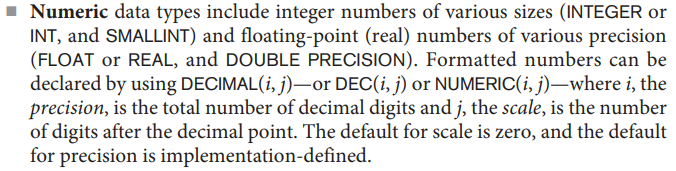 ■ Numeric data types include integer numbers of various sizes (INTEGER or
INT, and SMALLINT) and floating-point (real) numbers of various precision
(FLOAT or REAL, and DOUBLE PRECISION). Formatted numbers can be
declared by using DECIMAL(i, j)—or DEC(i, j) or NUMERIC(i, j)—where i, the
precision, is the total number of decimal digits and j, the scale, is the number
of digits after the decimal point. The default for scale is zero, and the default
for precision is implementation-defined.